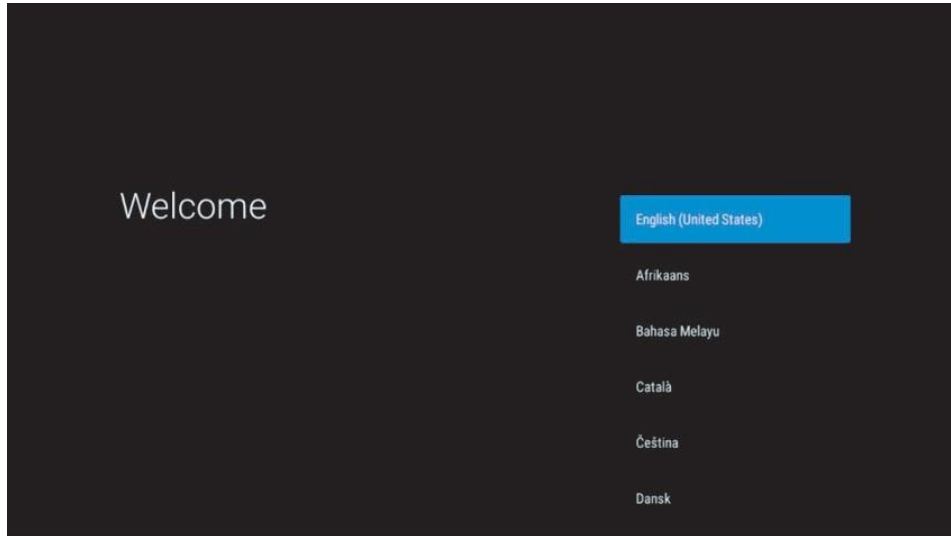 Welcome
English (United States)
Afrikaans
Bahasa Melayu
Català
Čeština
Dansk